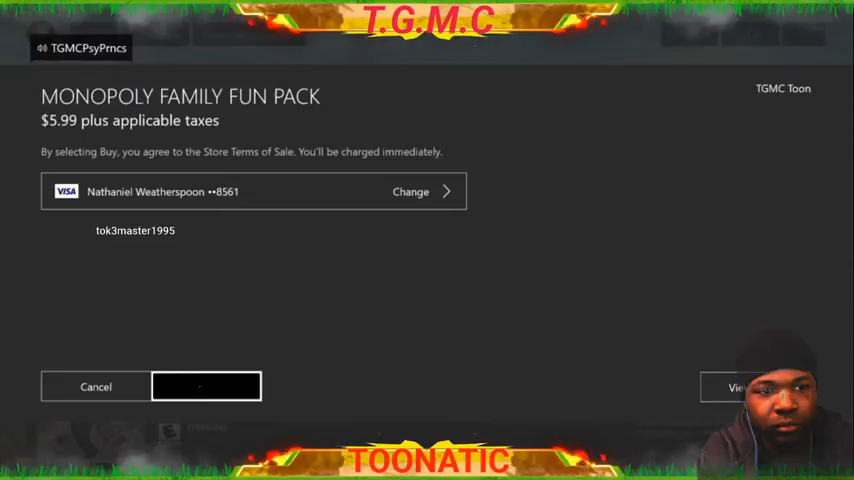 T.G.M.C
TGMCPsyPrncs
MONOPOLY FAMILY FUN PACK
TGMC Toon
$5.99 plus applicable taxes
By selecting Buy, you agree to the Store Terms of Sale. You'll be charged immediately.
VISA Nathaniel Weatherspoon ••8561 Change
tok3master1995
Cancel
TOONATIC